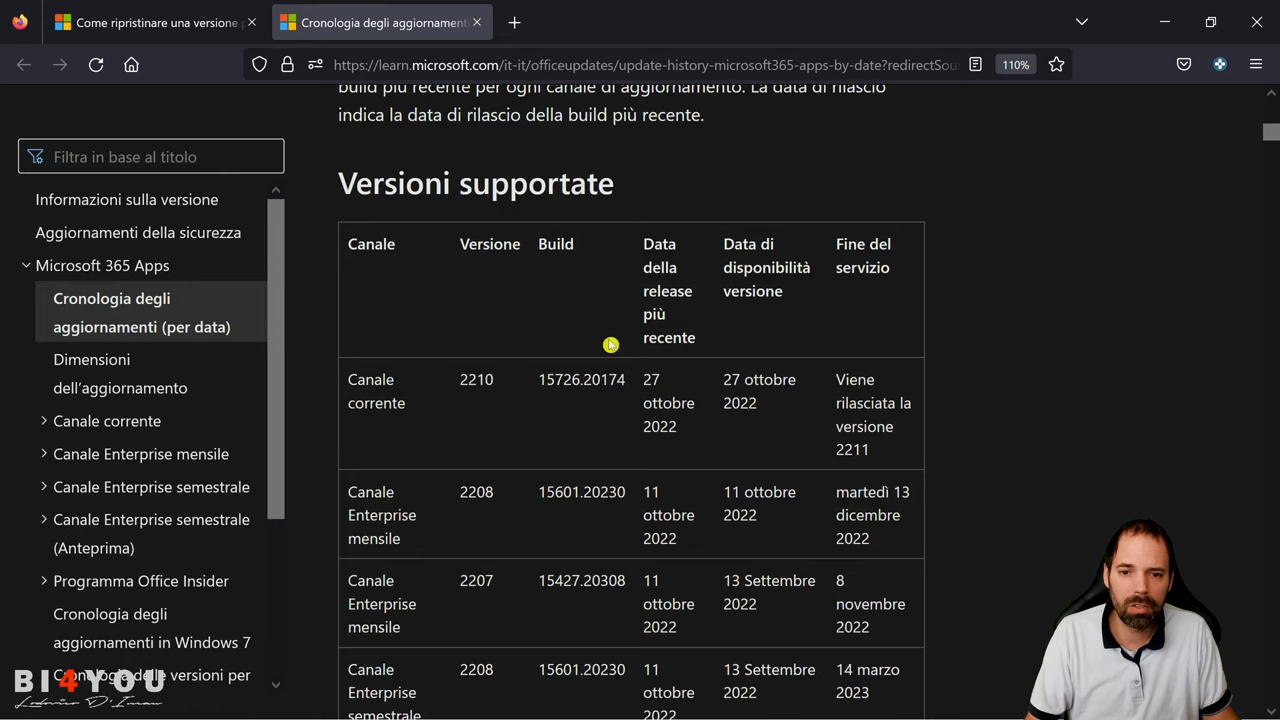 Come ripristinare una versione
Cronologia degli aggiornament
https://learn.microsoft.com/it-it/officeupdates/update-history-microsoft365-apps-by-date?redirectSou
110%
build più recente per ogni canale di aggiornamento. La data di rilascio
indica la data di rilascio della build più recente.
Filtra in base al titolo
Informazioni sulla versione
Aggiornamenti della sicurezza
Microsoft 365 Apps
Cronologia degli
aggiornamenti (per data)
Dimensioni
dell’aggiornamento
Canale corrente
Canale Enterprise mensile
Canale Enterprise semestrale
Canale Enterprise semestrale
(Anteprima)
Programma Office Insider
Cronologia degli
aggiornamenti in Windows 7
Cronologia delle versioni per
Versioni supportate
Canale
Versione
Build
Data
della
release
più
recente
Data di
disponibilità
versione
Fine del
servizio
Canale
corrente
2210
15726.20174
27
ottobre
2022
27 ottobre
2022
Viene
rilasciata la
versione
2211
Canale
Enterprise
mensile
2208
15601.20230
11
ottobre
2022
11 ottobre
2022
martedì 13
dicembre
2022
Canale
Enterprise
mensile
2207
15427.20308
11
ottobre
2022
13 Settembre
2022
8
novembre
2022
Canale
Enterprise
semestrale
2208
15601.20230
11
ottobre
2022
13 Settembre
2022
14 marzo
2023
BI4YOU